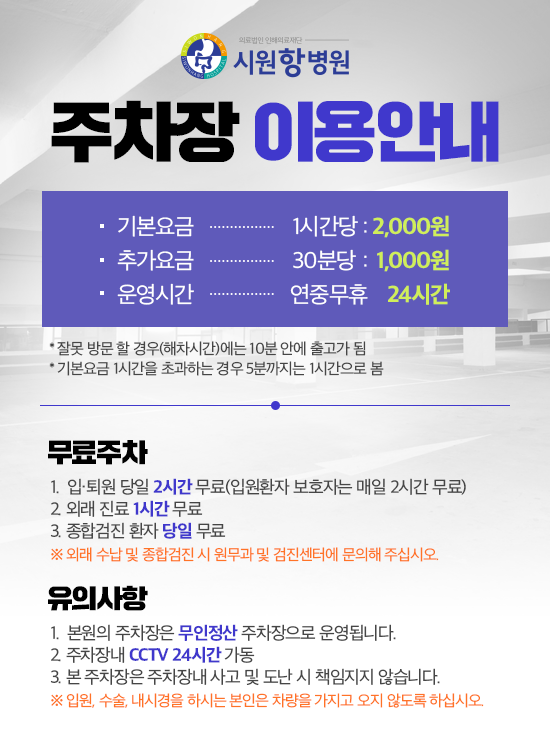 의료법인 인해의료재단
시원항병원
주차장 이용안내
· 기본요금 ················ 1시간당 : 2,000원
· 추가요금 ················ 30분당 : 1,000원
· 운영시간 ················ 연중무휴 24시간
* 잘못 방문 할 경우(해차시간)에는 10분 안에 출고가 됨
* 기본요금 1시간을 초과하는 경우 5분까지는 1시간으로 봄
무료주차
1. 입·퇴원 당일 2시간 무료(입원환자 보호자는 매일 2시간 무료)
2. 외래 진료 1시간 무료
3. 종합검진 환자 당일 무료
※ 외래 수납 및 종합검진 시 원무과 및 검진센터에 문의해 주십시오.
유의사항
1. 본원의 주차장은 무인정산 주차장으로 운영됩니다.
2. 주차장내 CCTV 24시간 가동
3. 본 주차장은 주차장내 사고 및 도난 시 책임지지 않습니다.
※ 입원, 수술, 내시경을 하시는 본인은 차량을 가지고 오지 않도록 하십시오.